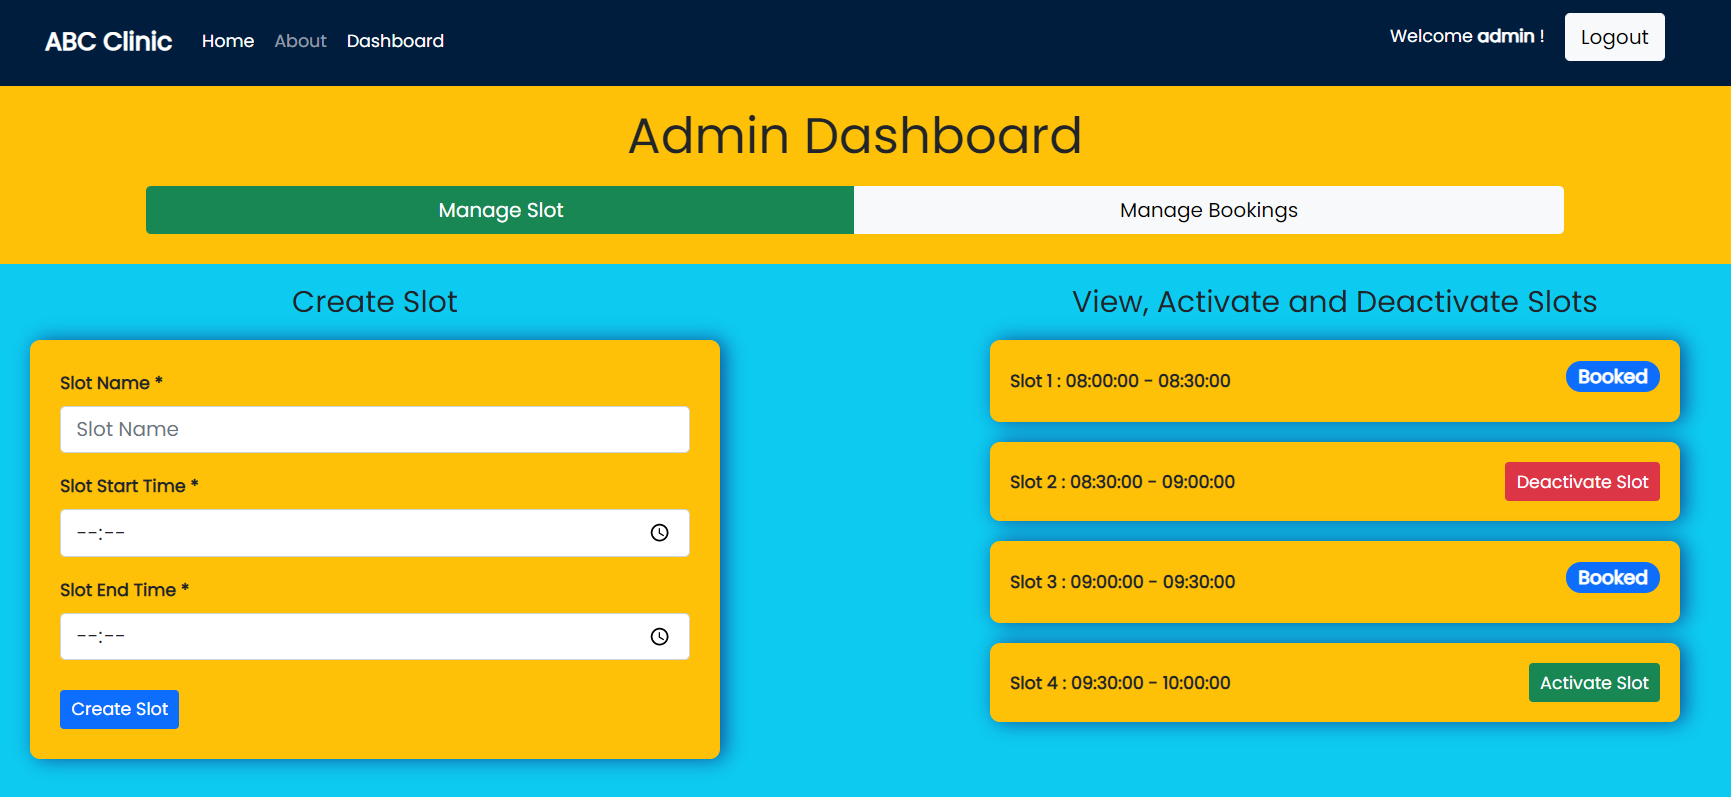 ABC Clinic Home About Dashboard Welcome admin ! Logout
Admin Dashboard
Manage Slot Manage Bookings
Create Slot
Slot Name *
Slot Name
Slot Start Time *
--:--
Slot End Time *
--:--
Create Slot
View, Activate and Deactivate Slots
Slot 1 : 08:00:00 - 08:30:00 Booked
Slot 2 : 08:30:00 - 09:00:00 Deactivate Slot
Slot 3 : 09:00:00 - 09:30:00 Booked
Slot 4 : 09:30:00 - 10:00:00 Activate Slot